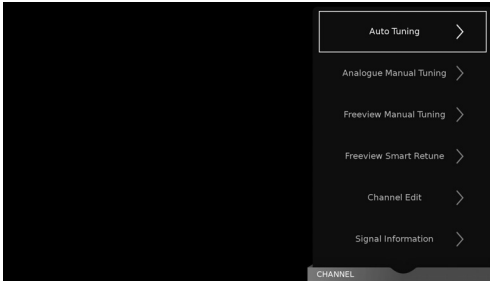 Auto Tuning
Analogue Manual Tuning
Freeview Manual Tuning
Freeview Smart Retune
Channel Edit
Signal Information
CHANNEL